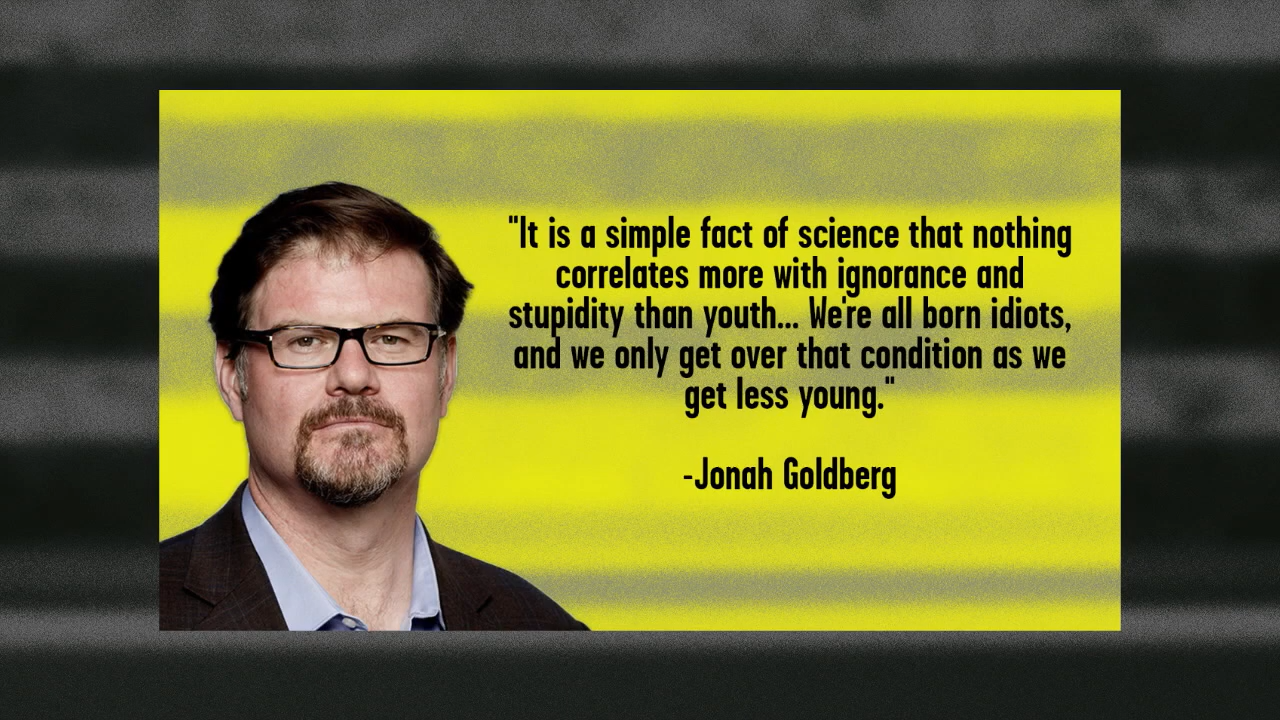 "It is a simple fact of science that nothing
correlates more with ignorance and
stupidity than youth... We're all born idiots,
and we only get over that condition as we
get less young."
-Jonah Goldberg